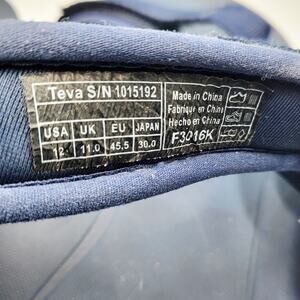 Teva S/N 1015192
USA UK EU JAPAN
12 11.0 45.5 30.0
Made in China
Fabriqué en China
Hecho en China
F3016K